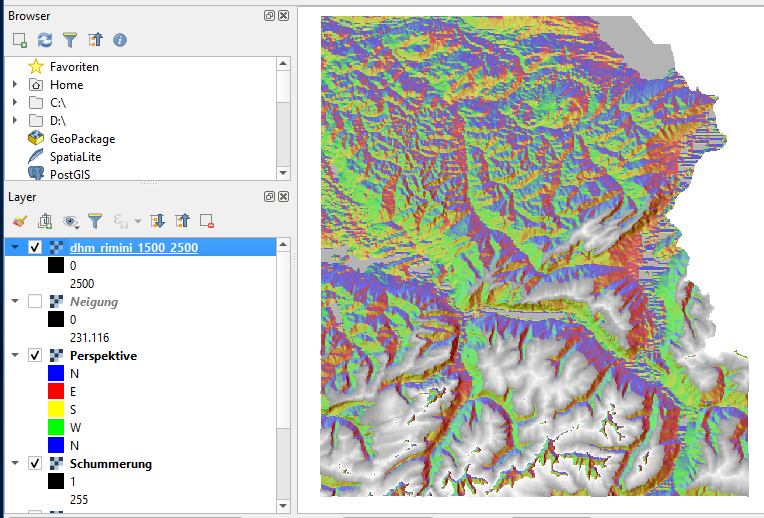 Browser
Favoriten
Home
C:\
D:\
GeoPackage
SpatiaLite
PostGIS
Layer
dhm_rimini_1500_2500
0
2500
Neigung
0
231.116
Perspektive
N
E
S
W
N
Schummerung
1
255